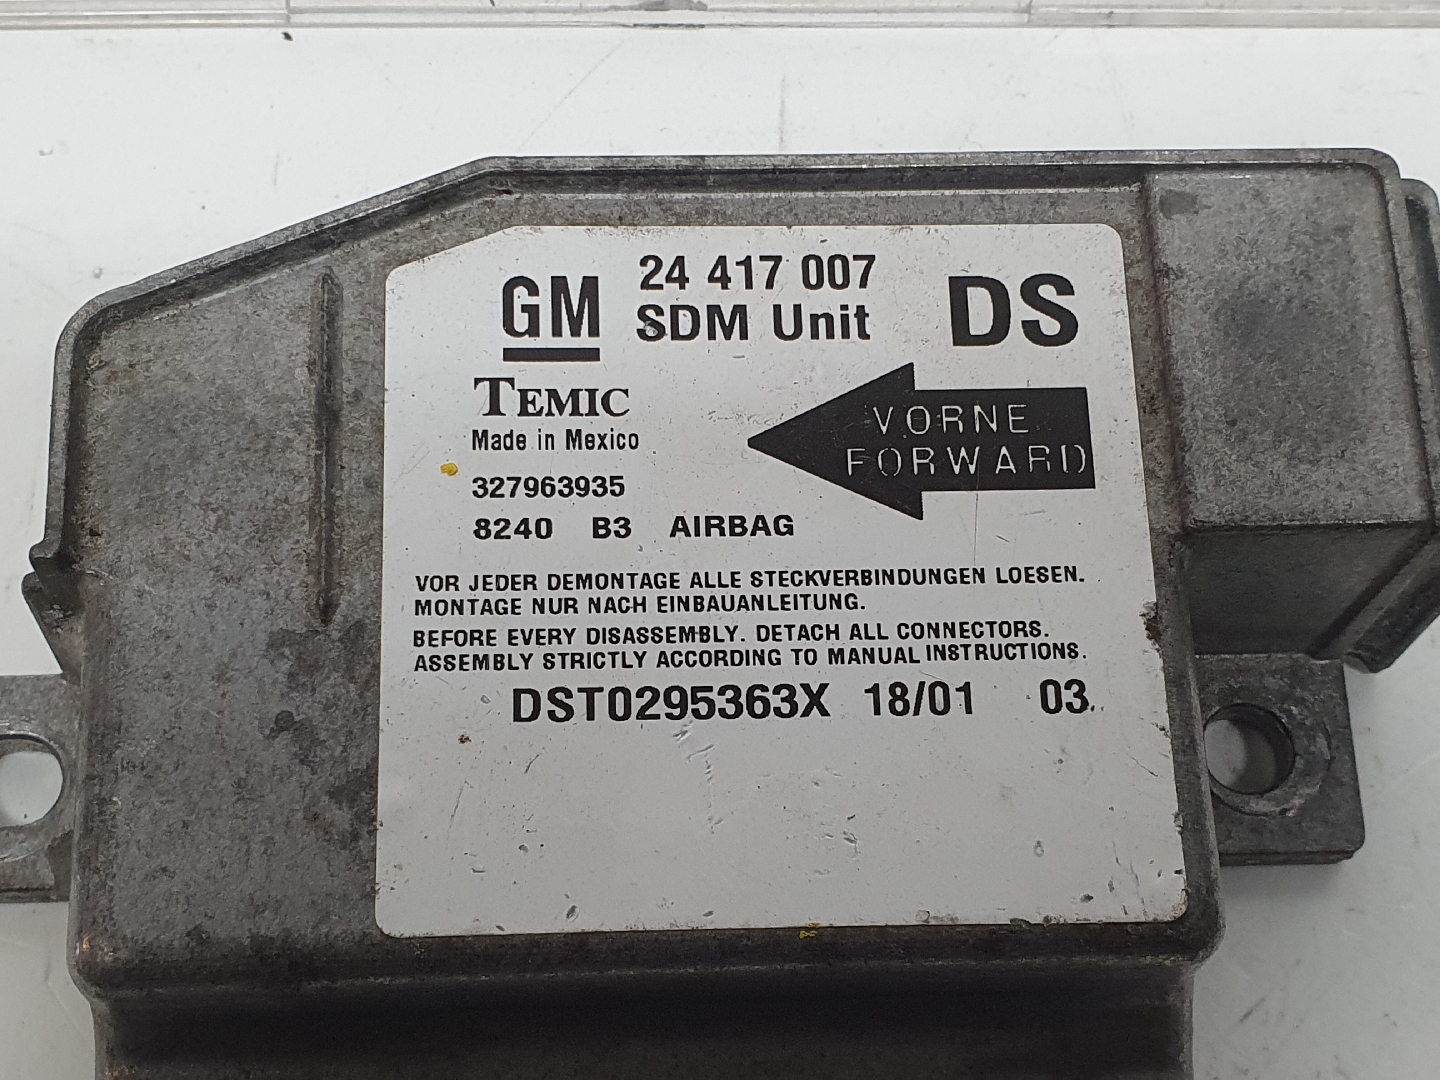 GM
24 417 007
SDM Unit
DS
TEMIC
Made in Mexico
VORNE
FORWARD
327963935
8240 B3 AIRBAG
VOR JEDER DEMONTAGE ALLE STECKVERBINDUNGEN LOESEN.
MONTAGE NUR NACH EINBAUANLEITUNG.
BEFORE EVERY DISASSEMBLY. DETACH ALL CONNECTORS.
ASSEMBLY STRICTLY ACCORDING TO MANUAL INSTRUCTIONS.
DST0295363X 18/01 03